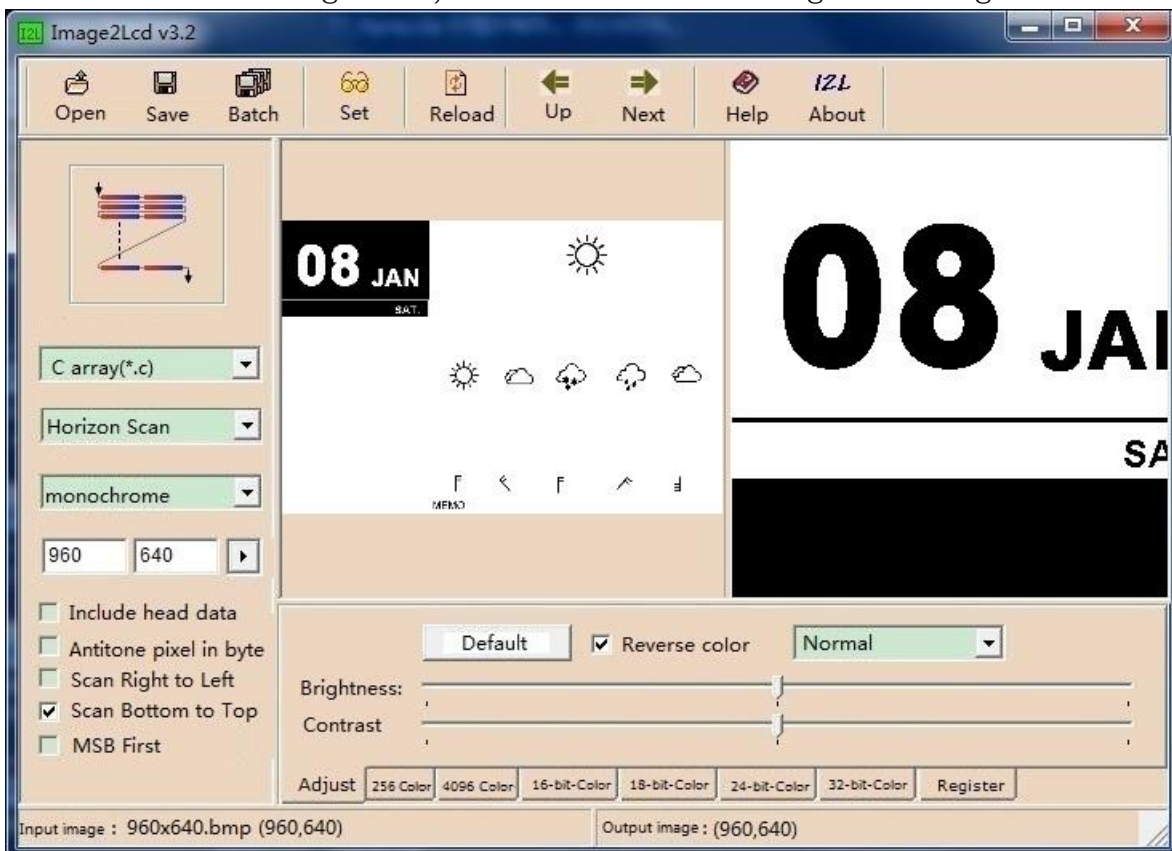 Image2Lcd v3.2
Open Save Batch Set Reload Up Next Help About
08 JAN
SAT.
MEMO
08 JAN
SA
C array(*.c)
Horizon Scan
monochrome
960 640
Include head data
Antitone pixel in byte
Scan Right to Left
Scan Bottom to Top
MSB First
Default Reverse color Normal
Brightness:
Contrast
Adjust 256 Color 4096 Color 16-bit-Color 18-bit-Color 24-bit-Color 32-bit-Color Register
Input image : 960x640.bmp (960,640) Output image : (960,640)